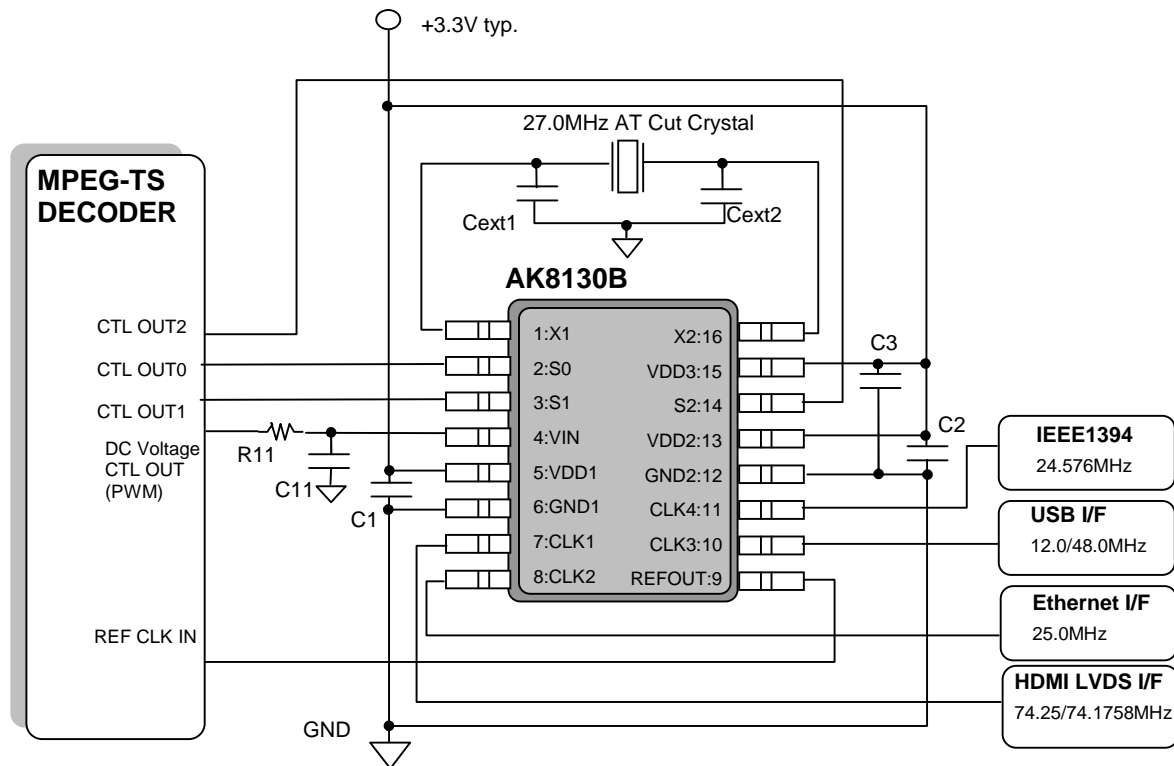 +3.3V typ.
27.0MHz AT Cut Crystal
MPEG-TS
DECODER
Cext1
Cext2
AK8130B
CTL OUT2
CTL OUT0
CTL OUT1
DC Voltage
CTL OUT
(PWM)
REF CLK IN
R11
C11
C1
GND
1:X1
2:S0
3:S1
4:VIN
5:VDD1
6:GND1
7:CLK1
8:CLK2
X2:16
VDD3:15
S2:14
VDD2:13
GND2:12
CLK4:11
CLK3:10
REFOUT:9
C3
C2
IEEE1394
24.576MHz
USB I/F
12.0/48.0MHz
Ethernet I/F
25.0MHz
HDMI LVDS I/F
74.25/74.1758MHz